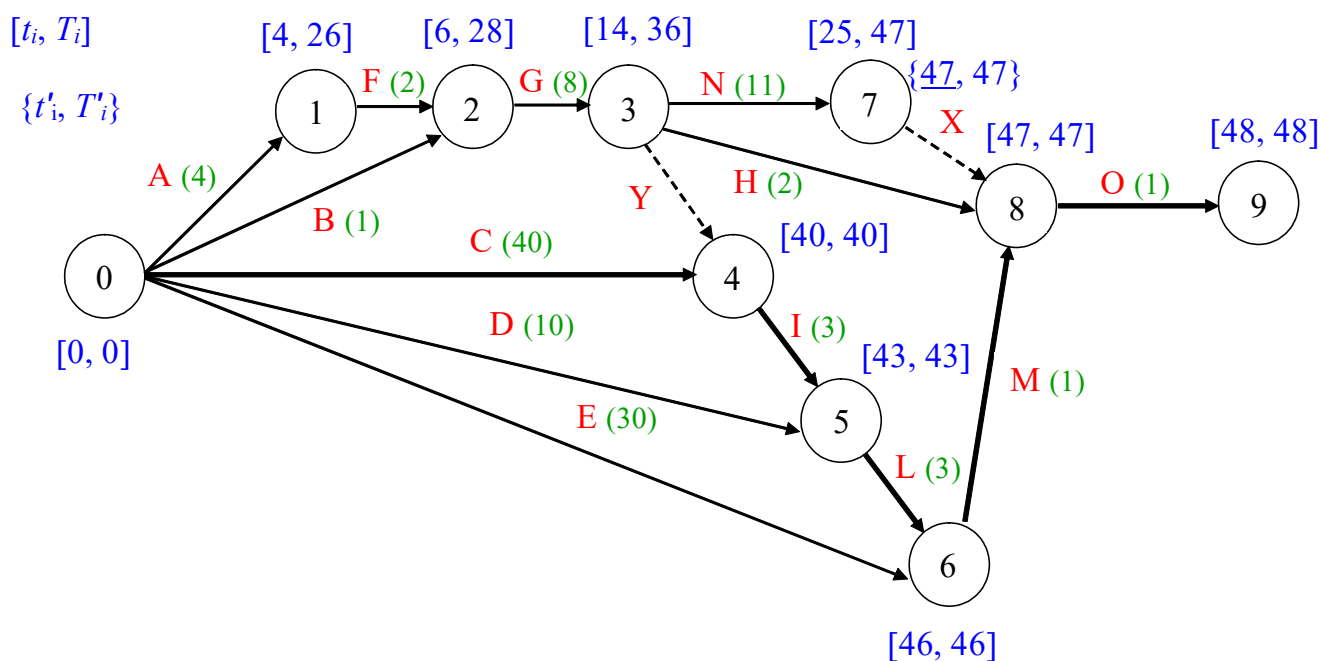 [tᵢ, Tᵢ]
{t′ᵢ, T′ᵢ}
[4, 26]
[6, 28]
[14, 36]
[25, 47]
{47, 47}
F (2)
G (8)
N (11)
1
2
3
7
X
[47, 47]
[48, 48]
A (4)
B (1)
Y
H (2)
8
O (1)
9
C (40)
[40, 40]
0
4
[0, 0]
D (10)
I (3)
[43, 43]
E (30)
5
M (1)
L (3)
6
[46, 46]